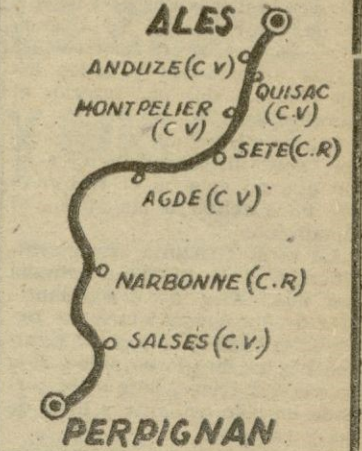 ALES
ANDUZE (C V)
QUISAC
(C.V)
MONTPELIER
(C V)
SETE (C.R)
AGDE (C V)
NARBONNE (C.R)
SALSES (C.V.)
PERPIGNAN